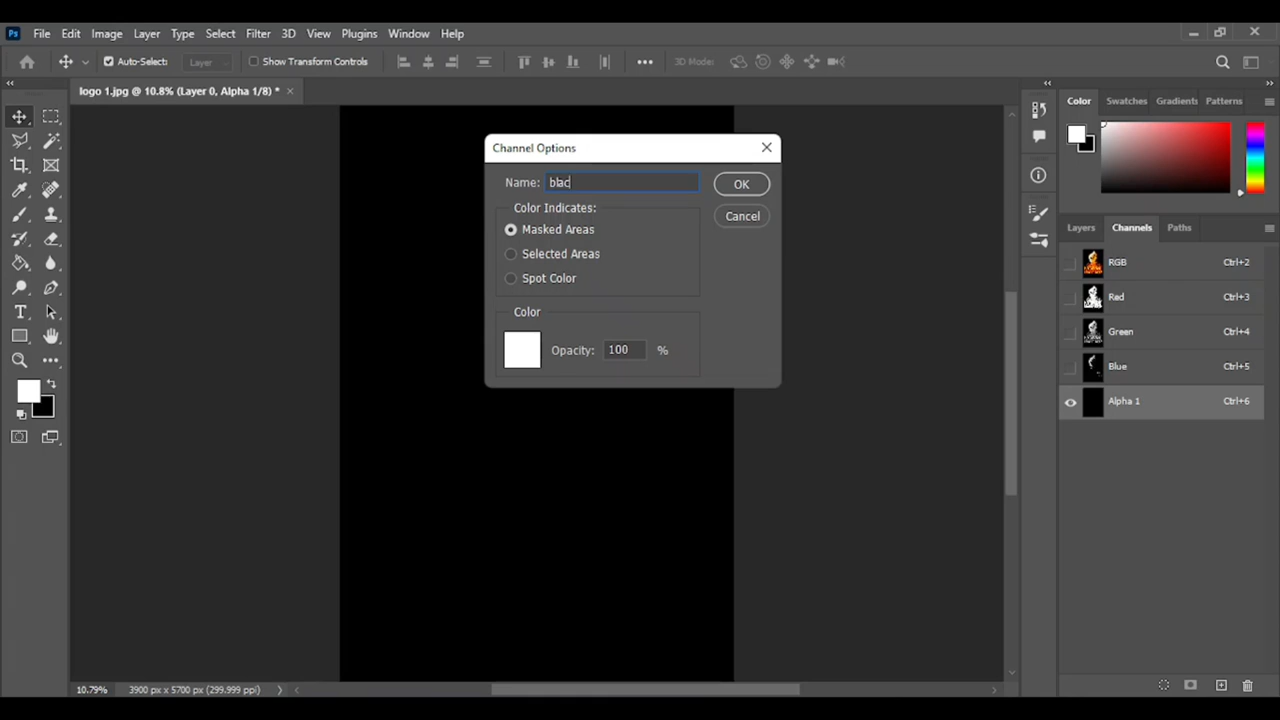 Ps File Edit Image Layer Type Select Filter 3D View Plugins Window Help
Auto-Select: Layer Show Transform Controls 3D Mode:
logo 1.jpg @ 10.8% (Layer 0, Alpha 1/8) *
Channel Options
Name: blac
OK
Color Indicates:
Cancel
Masked Areas
Selected Areas
Spot Color
Color
Opacity: 100 %
Color Swatches Gradients Patterns
Layers Channels Paths
RGB Ctrl+2
Red Ctrl+3
Green Ctrl+4
Blue Ctrl+5
Alpha 1 Ctrl+6
10.79% 3900 px x 5700 px (299.999 ppi)